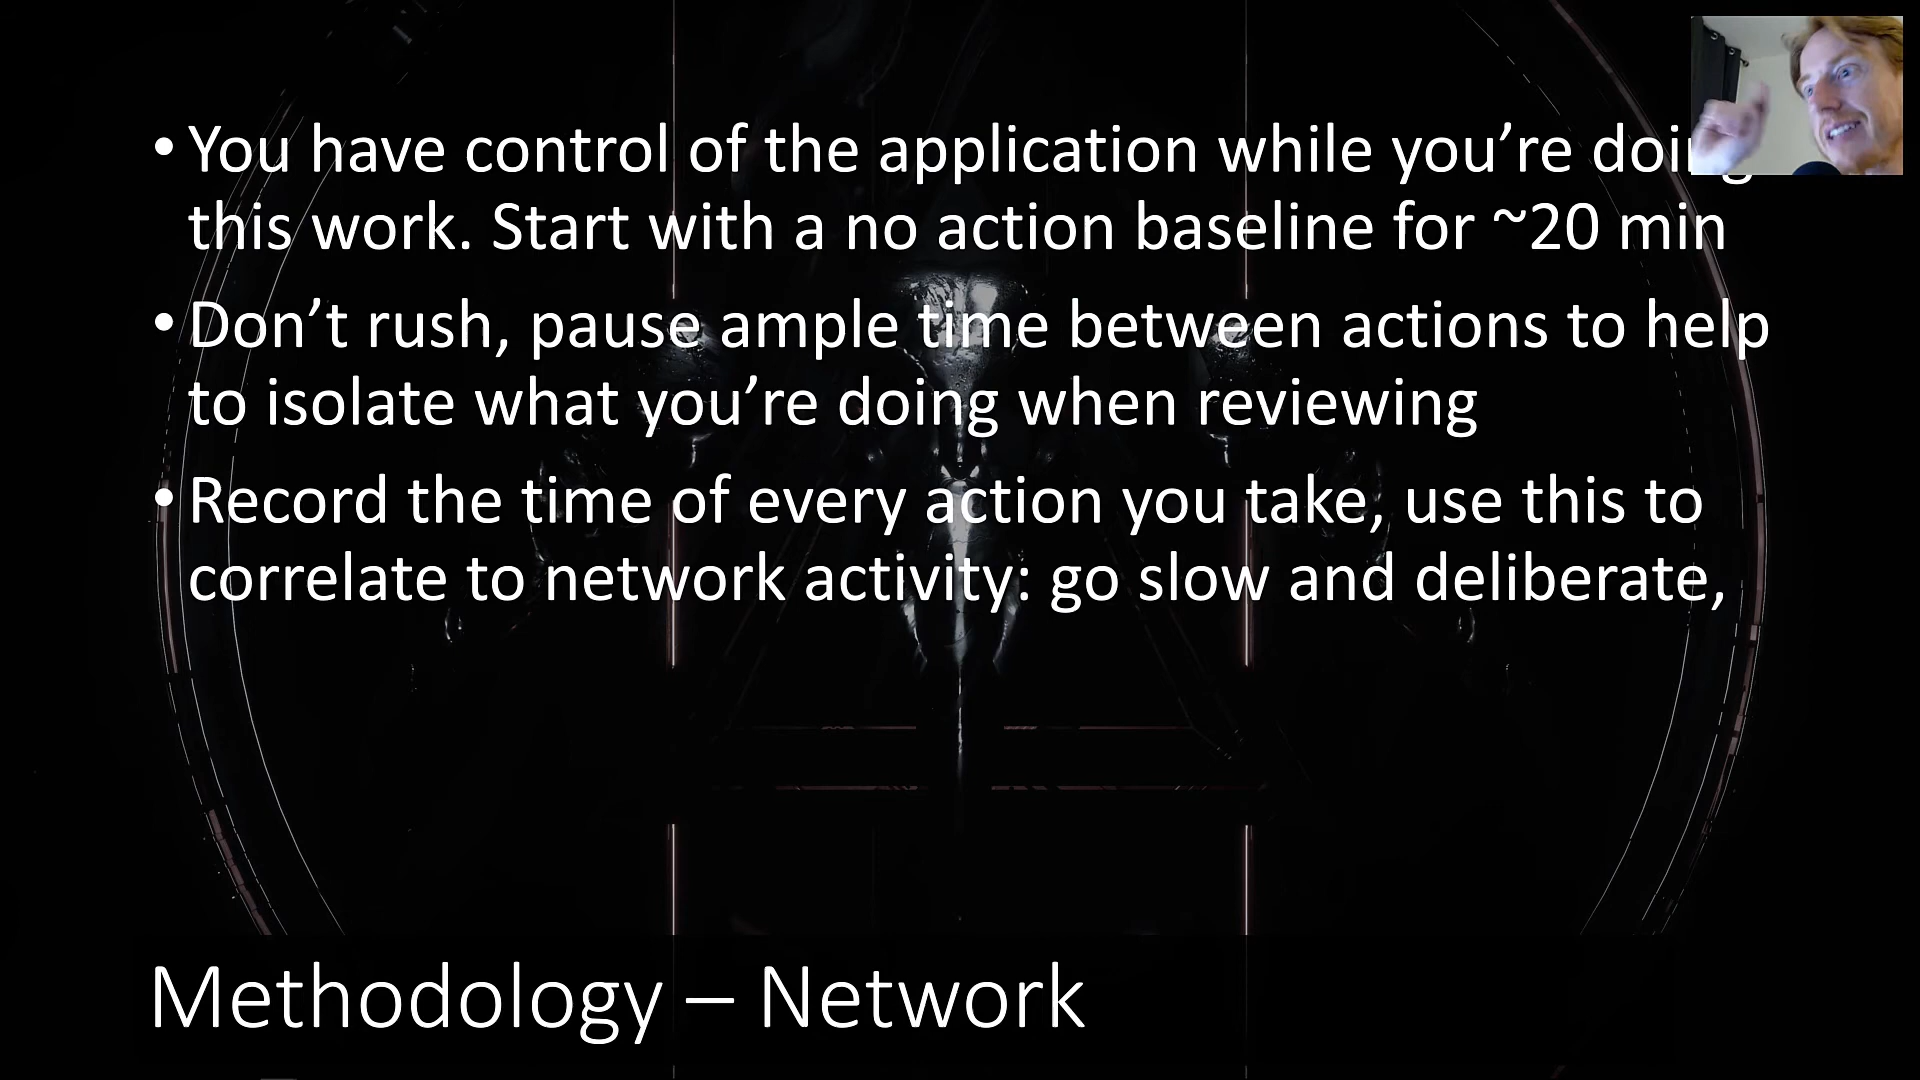 • You have control of the application while you’re doing
this work. Start with a no action baseline for ~20 min
• Don’t rush, pause ample time between actions to help
to isolate what you’re doing when reviewing
• Record the time of every action you take, use this to
correlate to network activity: go slow and deliberate,
Methodology – Network